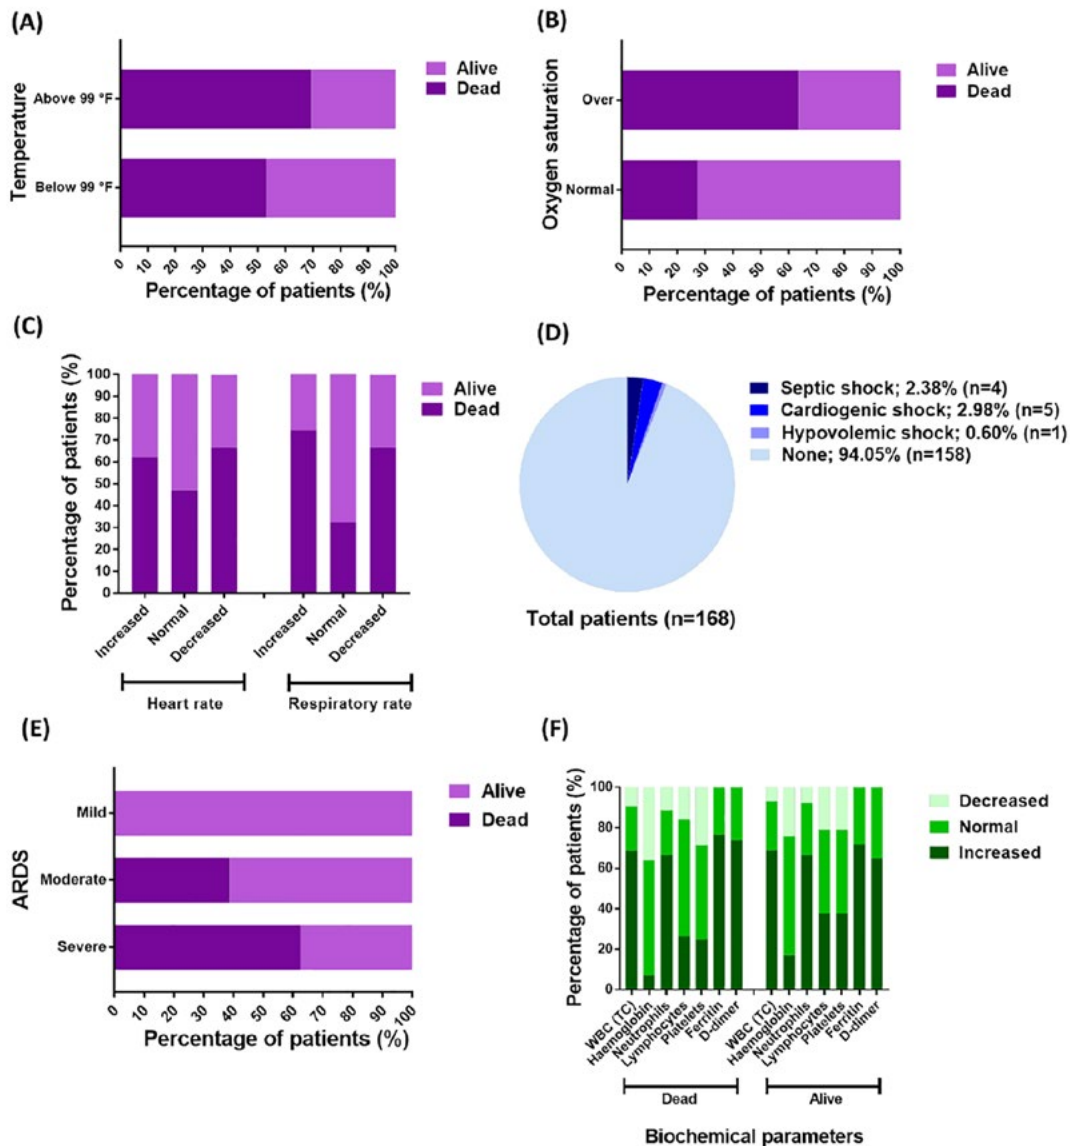 (A)
Temperature
Above 99 °F
Below 99 °F
0 10 20 30 40 50 60 70 80 90 100
Percentage of patients (%)
Alive
Dead
(B)
Oxygen saturation
Over
Normal
0 10 20 30 40 50 60 70 80 90 100
Percentage of patients (%)
Alive
Dead
(C)
Percentage of patients (%)
100
90
80
70
60
50
40
30
20
10
0
Increased Normal Decreased Increased Normal Decreased
Heart rate Respiratory rate
Alive
Dead
(D)
Septic shock; 2.38% (n=4)
Cardiogenic shock; 2.98% (n=5)
Hypovolemic shock; 0.60% (n=1)
None; 94.05% (n=158)
Total patients (n=168)
(E)
ARDS
Mild
Moderate
Severe
0 10 20 30 40 50 60 70 80 90 100
Percentage of patients (%)
Alive
Dead
(F)
Percentage of patients (%)
100
80
60
40
20
0
WBC (TC) Haemoglobin Neutrophils Lymphocytes Platelets Ferritin D-dimer WBC (TC) Haemoglobin Neutrophils Lymphocytes Platelets Ferritin D-dimer
Dead Alive
Biochemical parameters
Decreased
Normal
Increased